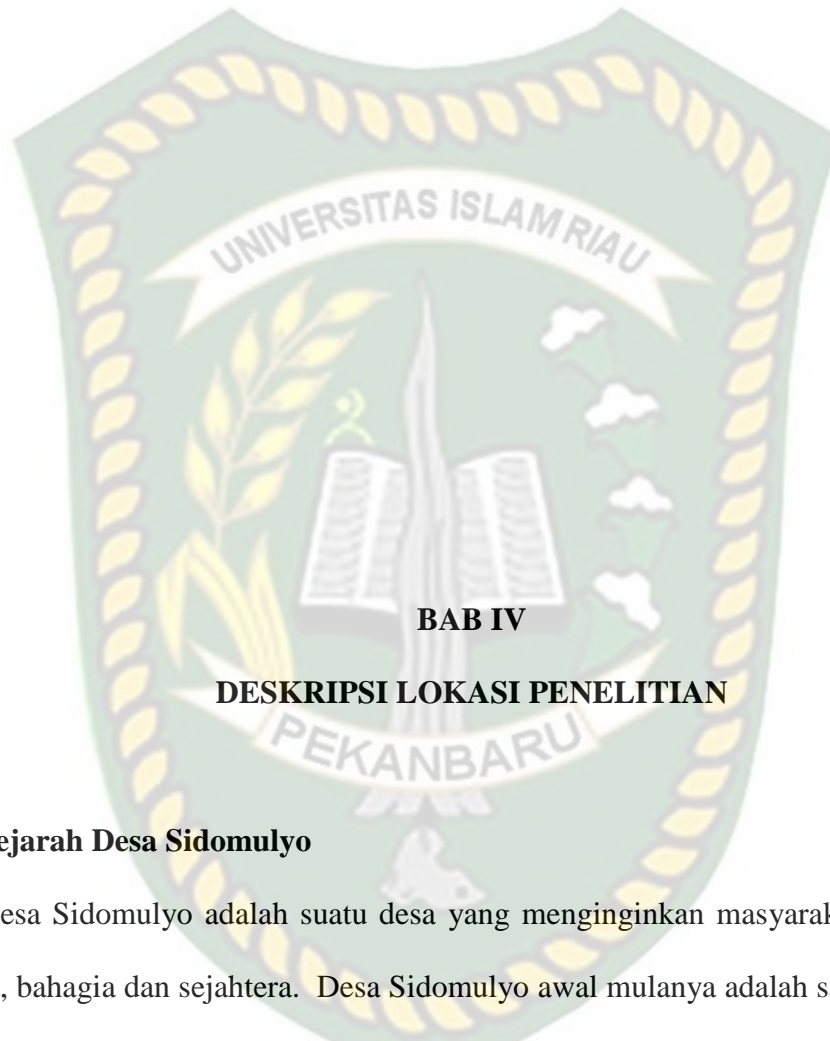 UNIVERSITAS ISLAM RIAU
BAB IV
DESKRIPSI LOKASI PENELITIAN
PEKANBARU
ejarah Desa Sidomulyo
esa Sidomulyo adalah suatu desa yang menginginkan masyarak
, bahagia dan sejahtera. Desa Sidomulyo awal mulanya adalah s